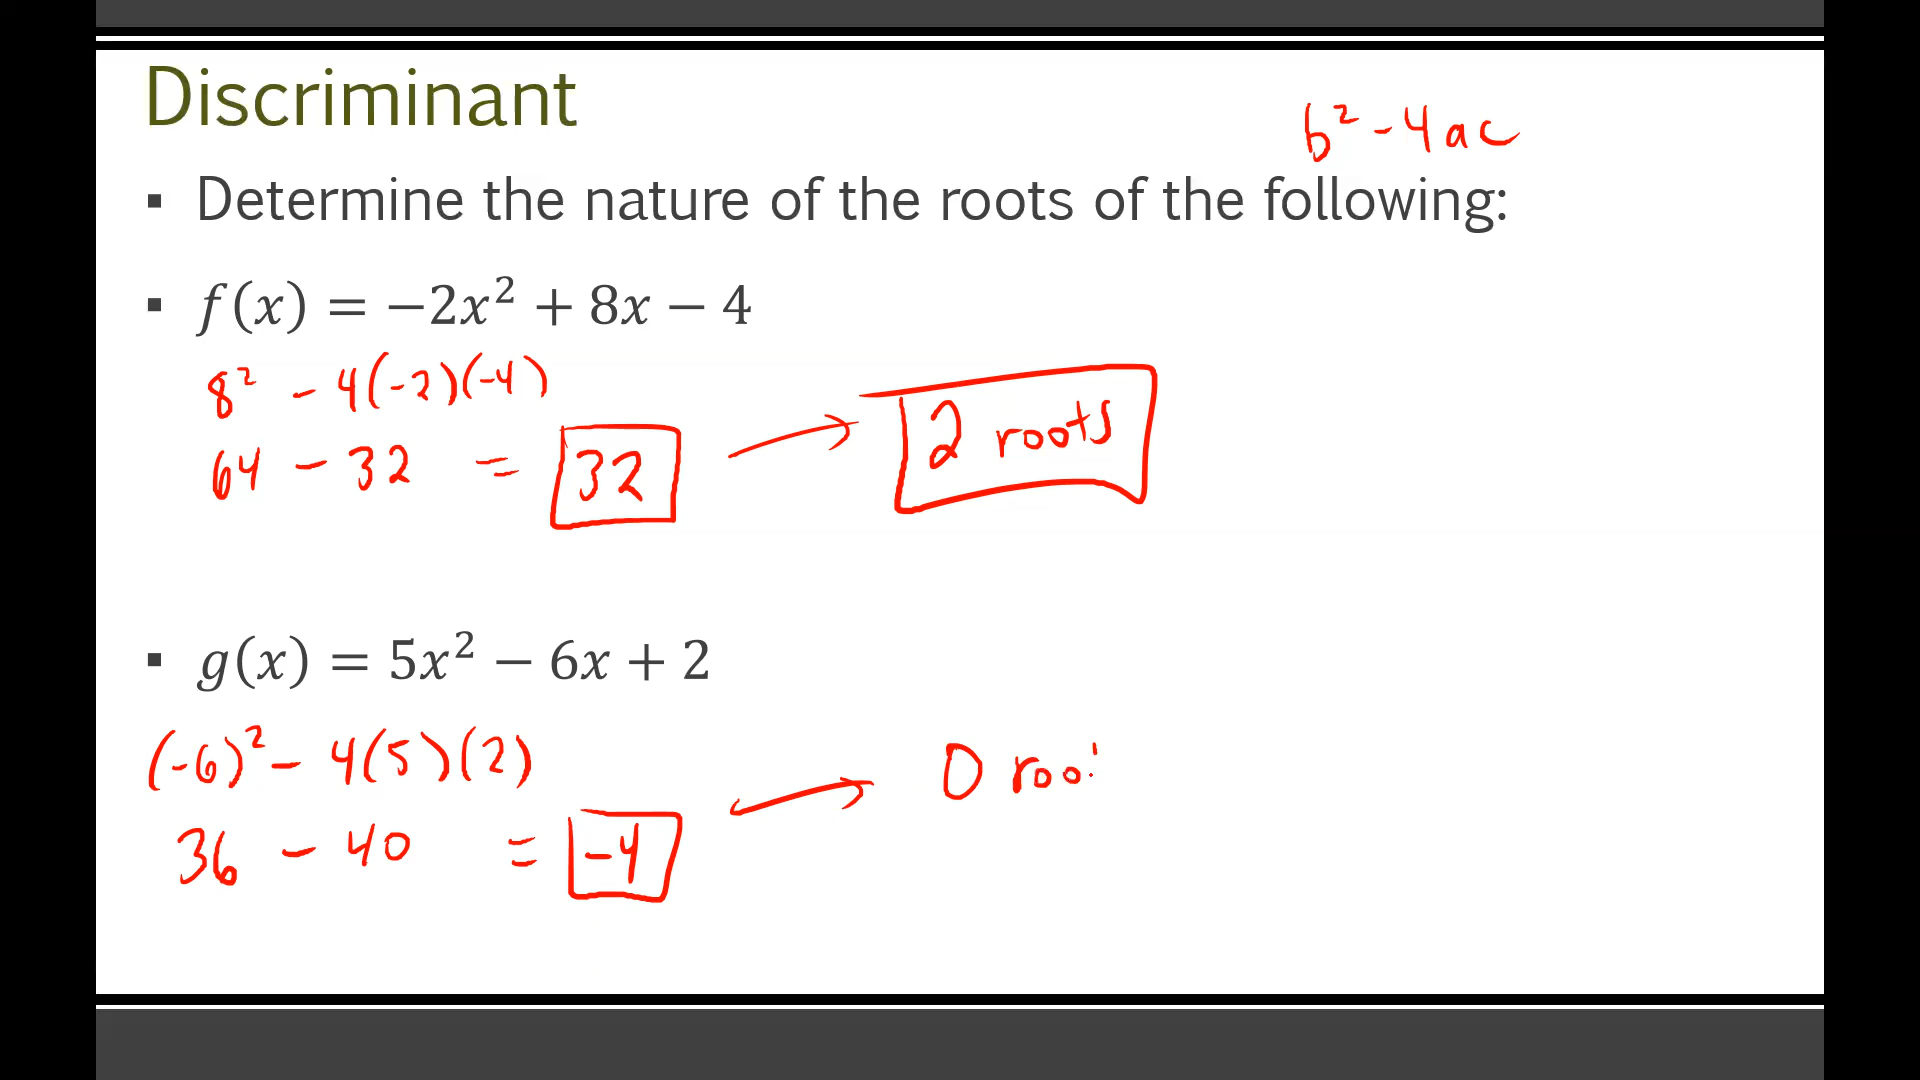 Discriminant
b² - 4ac
▪ Determine the nature of the roots of the following:
▪ f(x) = −2x² + 8x − 4
8² - 4(-2)(-4)
64 - 32 = 32 → 2 roots
▪ g(x) = 5x² − 6x + 2
(-6)² - 4(5)(2)
36 - 40 = -4 → 0 roo